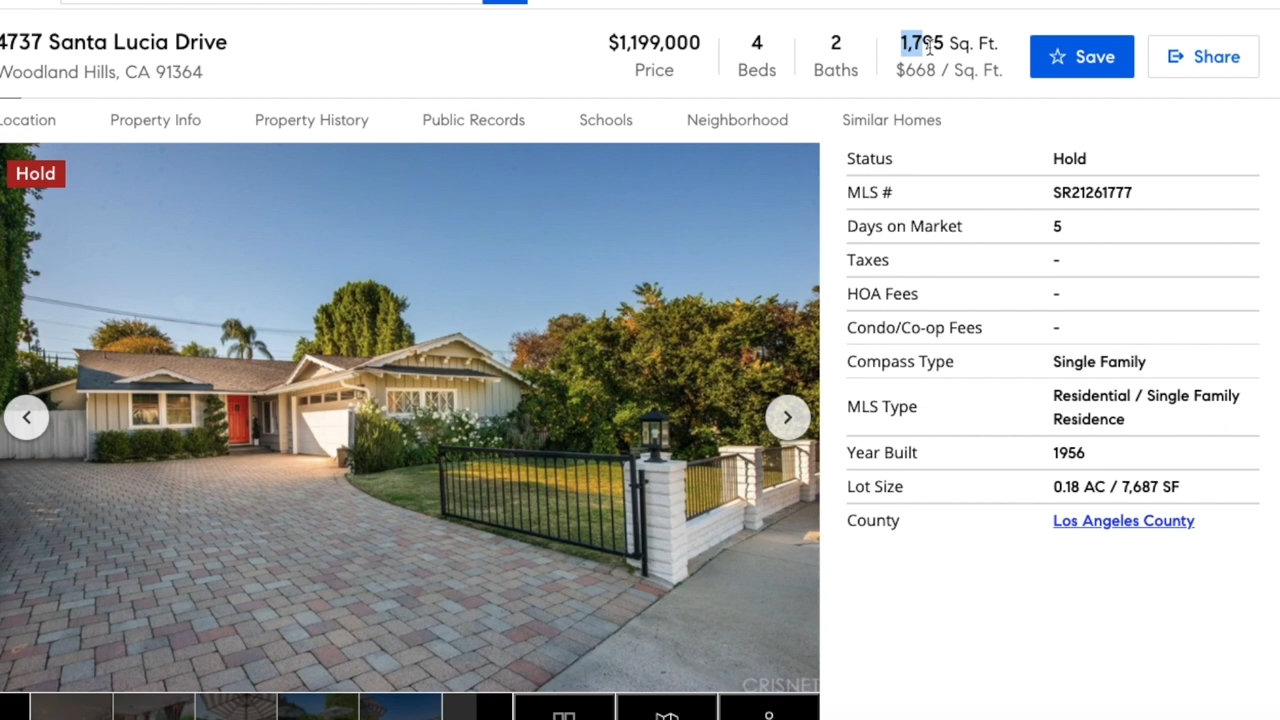 4737 Santa Lucia Drive
Woodland Hills, CA 91364
$1,199,000
Price
4
Beds
2
Baths
1,795 Sq. Ft.
$668 / Sq. Ft.
Save
Share
Location
Property Info
Property History
Public Records
Schools
Neighborhood
Similar Homes
Hold
Status Hold
MLS # SR21261777
Days on Market 5
Taxes -
HOA Fees -
Condo/Co-op Fees -
Compass Type Single Family
MLS Type Residential / Single Family
Residence
Year Built 1956
Lot Size 0.18 AC / 7,687 SF
County Los Angeles County
CRISNET